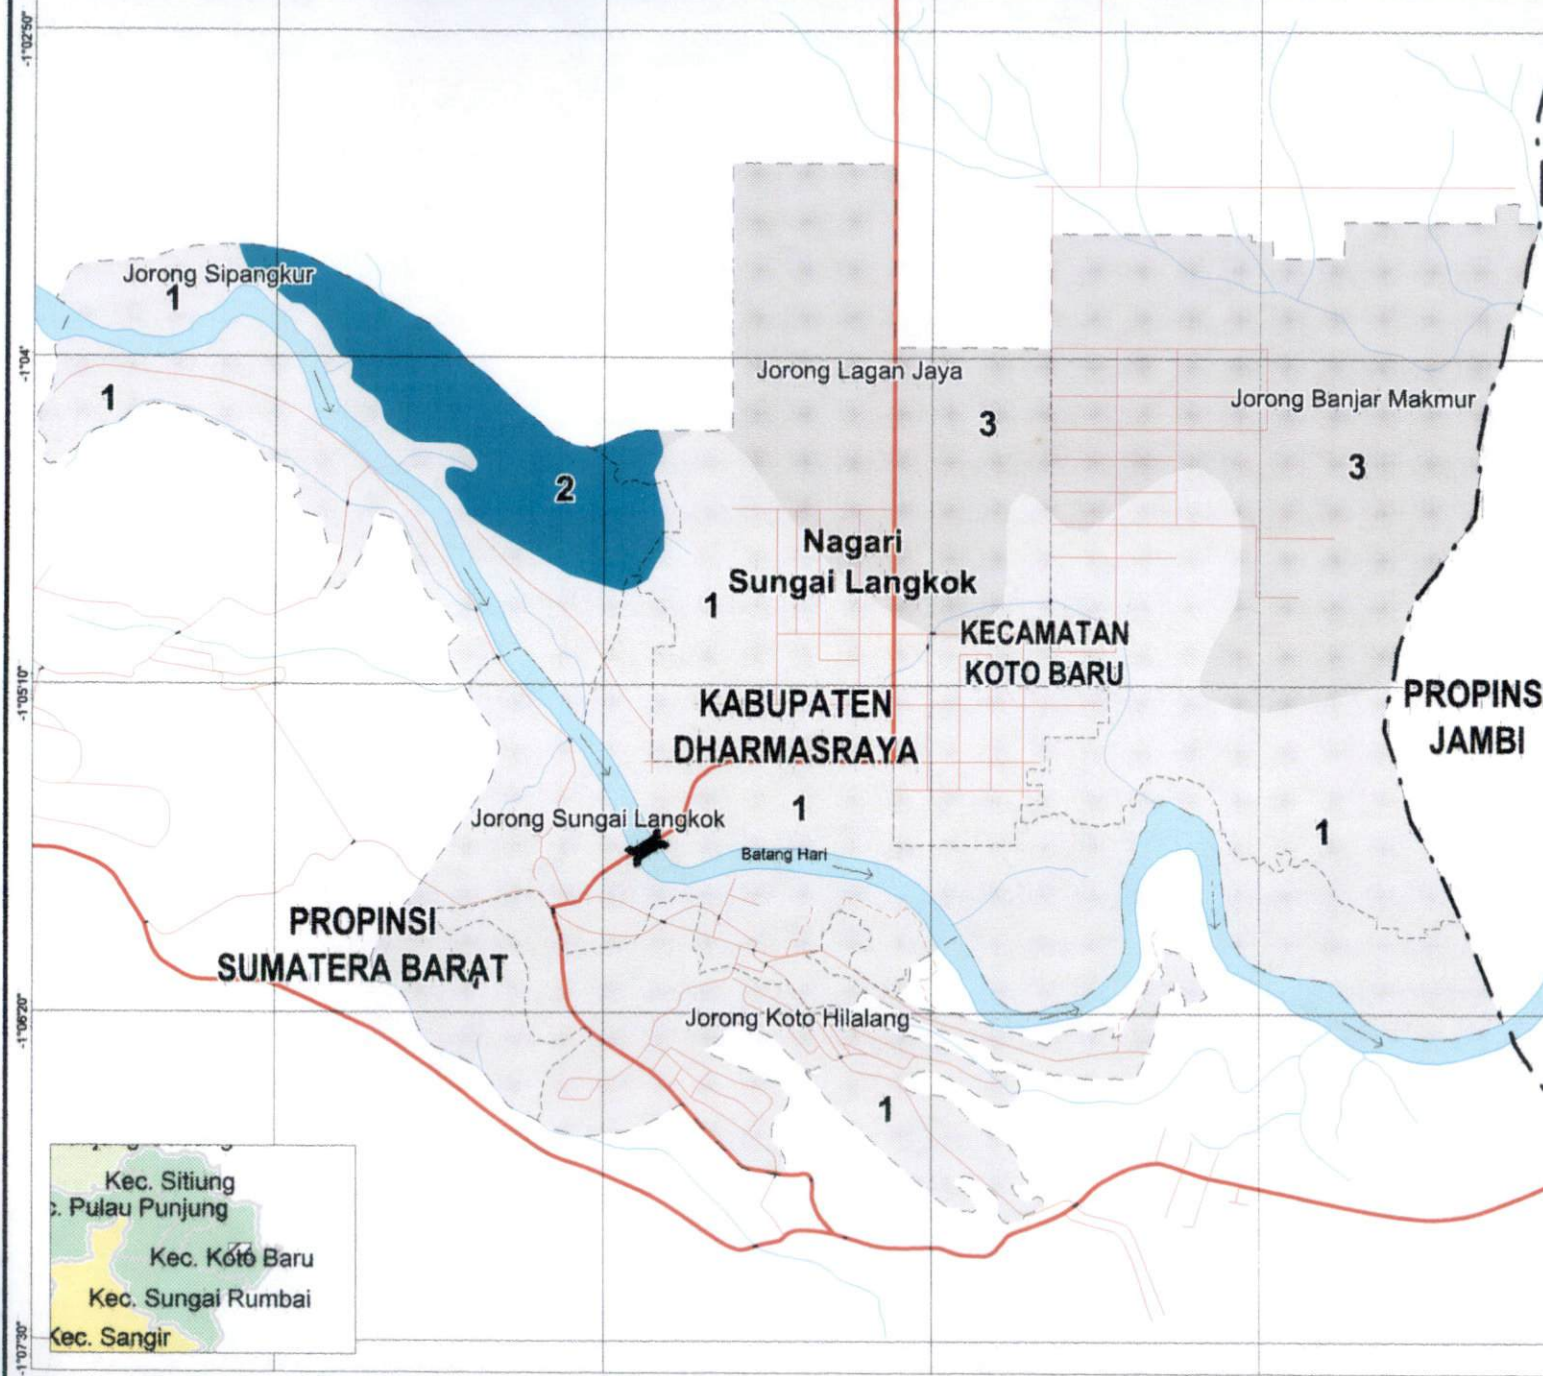 -1°02'50"
Jorong Sipangkur
1
-1°04'
Jorong Lagan Jaya
1
3
Jorong Banjar Makmur
3
2
Nagari
Sungai Langkok
1
KECAMATAN
KOTO BARU
-1°05'10"
KABUPATEN
DHARMASRAYA
PROPINS
JAMBI
1
Jorong Sungai Langkok
1
Batang Hari
PROPINSI
SUMATERA BARAT
-1°06'20"
Jorong Koto Hilalang
1
Kec. Sitiung
c. Pulau Punjung
Kec. Koto Baru
Kec. Sungai Rumbai
Kec. Sangir
-1°07'30"